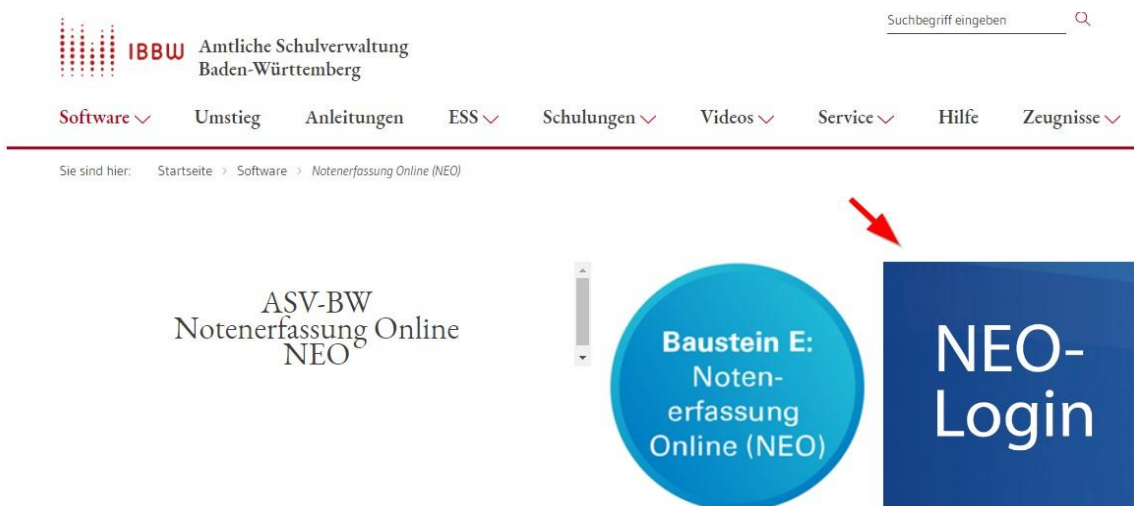 Suchbegriff eingeben
IBBW
Amtliche Schulverwaltung
Baden-Württemberg
Software Umstieg Anleitungen ESS Schulungen Videos Service Hilfe Zeugnisse
Sie sind hier: Startseite > Software > Notenerfassung Online (NEO)
ASV-BW
Notenerfassung Online
NEO
Baustein E:
Noten-
erfassung
Online (NEO)
NEO-
Login